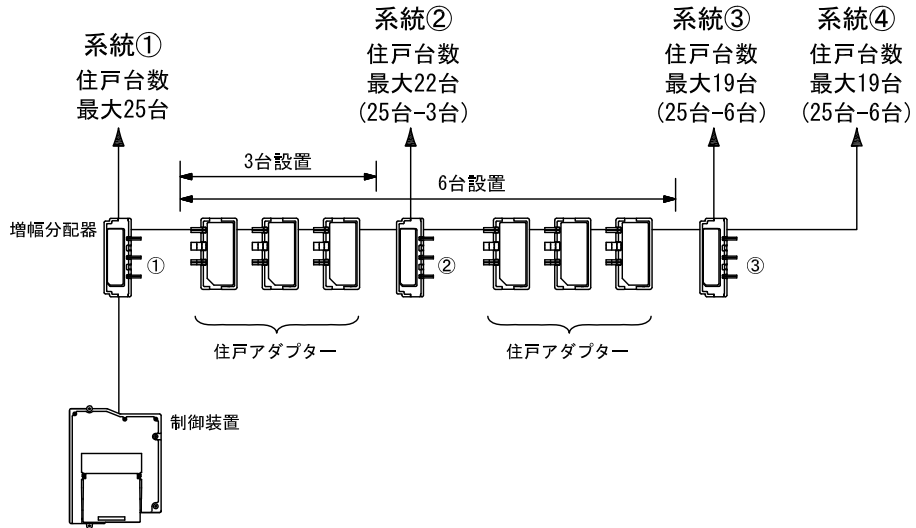 系統①
住戸台数
最大25台
系統②
住戸台数
最大22台
(25台-3台)
系統③
住戸台数
最大19台
(25台-6台)
系統④
住戸台数
最大19台
(25台-6台)
3台設置
6台設置
増幅分配器
①
②
③
住戸アダプター
住戸アダプター
制御装置